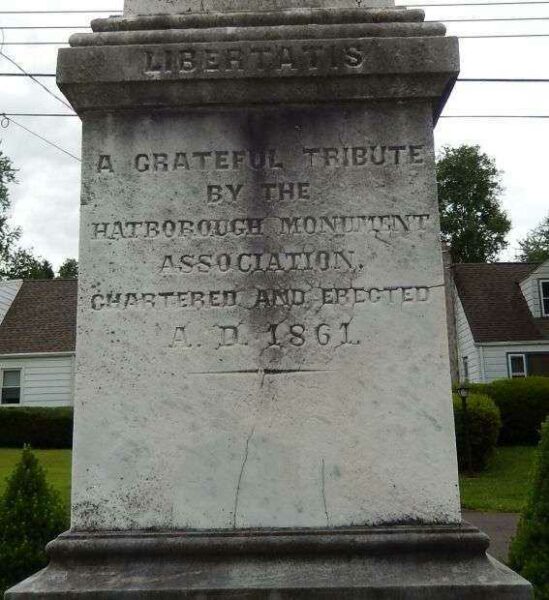 LIBERTATIS
A GRATEFUL TRIBUTE
BY THE
HATBOROUGH MONUMENT
ASSOCIATION,
CHARTERED AND ERECTED
A. D. 1861.